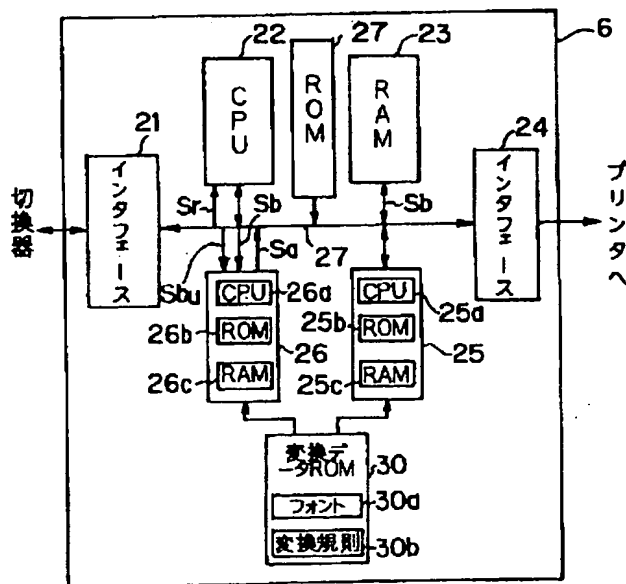 27
22
23
6
CPU
ROM
RAM
21
24
インタフェース
インタフェース
切換器
プリンタへ
Sr
Sb
Sa
Sb
27
Sbu
CPU
26a
CPU
25a
26b
ROM
26
25b
ROM
25
26c
RAM
25c
RAM
変換デ
ータROM
30
フォント
30a
変換規則
30b